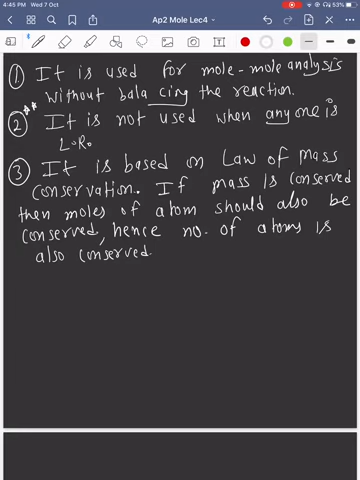 4:45 PM Wed 7 Oct
Ap2 Mole Lec4
① It is used for mole-mole analysis
without bala cing the reaction.
②** It is not used when any one is
L.R.
③ It is based on Law of mass
conservation. If mass is conserved
then moles of atom should also be
conserved, hence no. of atoms is
also conserved.